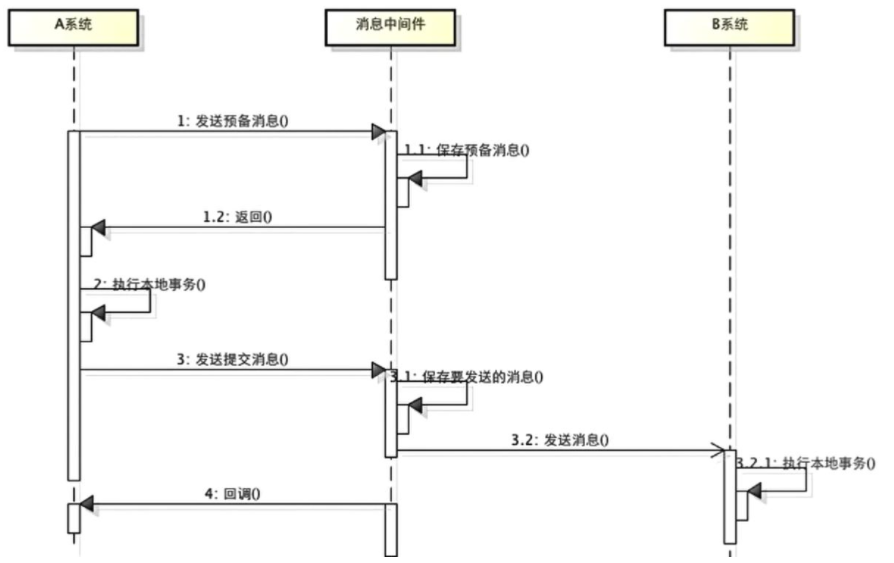 A系统
消息中间件
B系统
1: 发送预备消息()
1.1: 保存预备消息()
1.2: 返回()
2: 执行本地事务()
3: 发送提交消息()
3.1: 保存要发送的消息()
3.2: 发送消息()
3.2.1: 执行本地事务()
4: 回调()